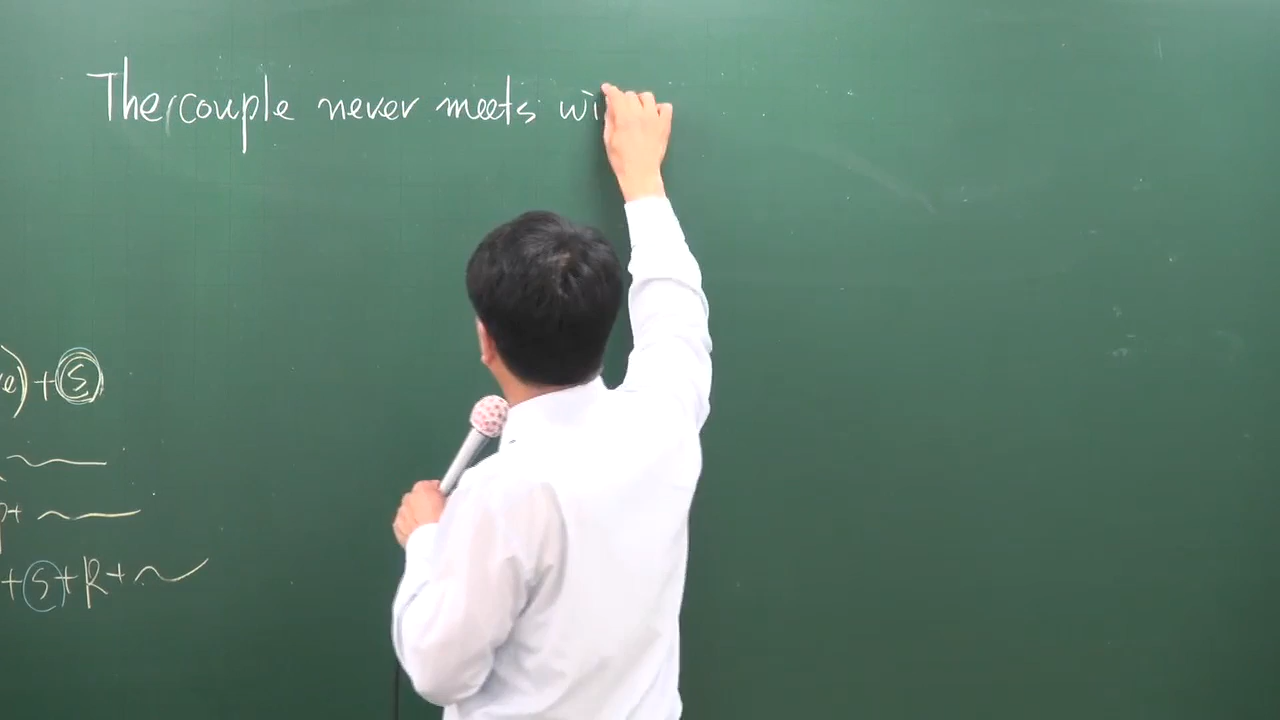 The couple never meets wi
e) + S
p+
+ S + R +